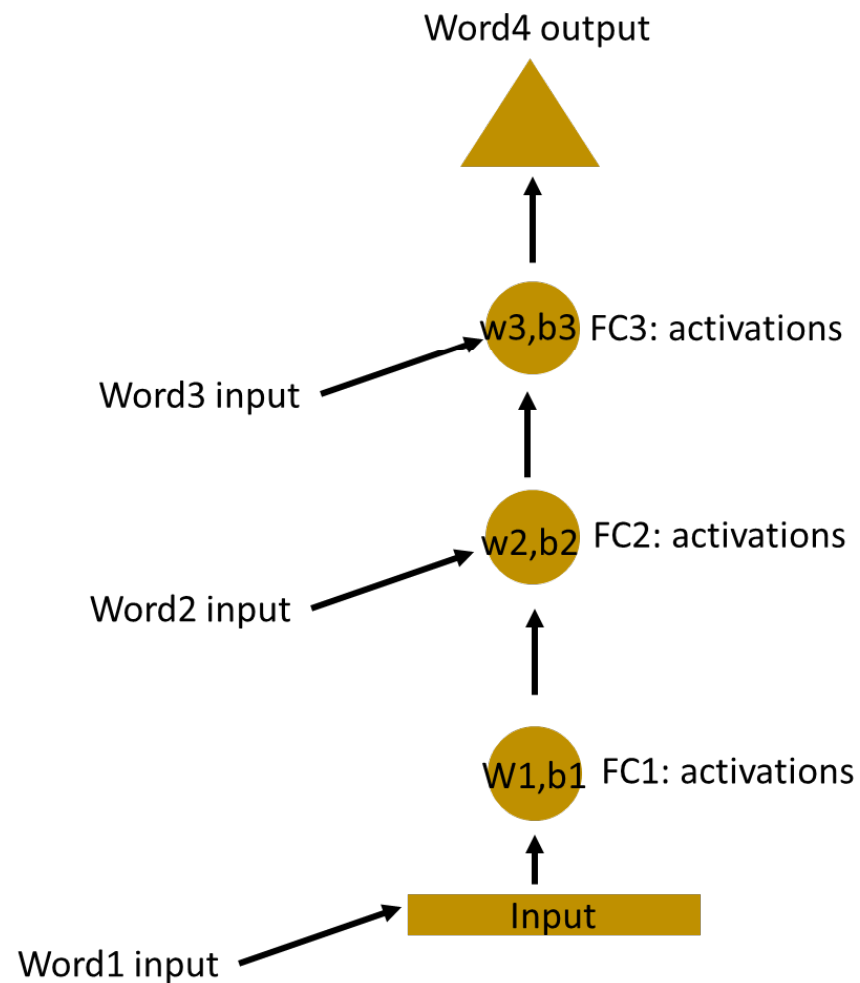 Word4 output
w3,b3 FC3: activations
Word3 input
w2,b2 FC2: activations
Word2 input
W1,b1 FC1: activations
Input
Word1 input